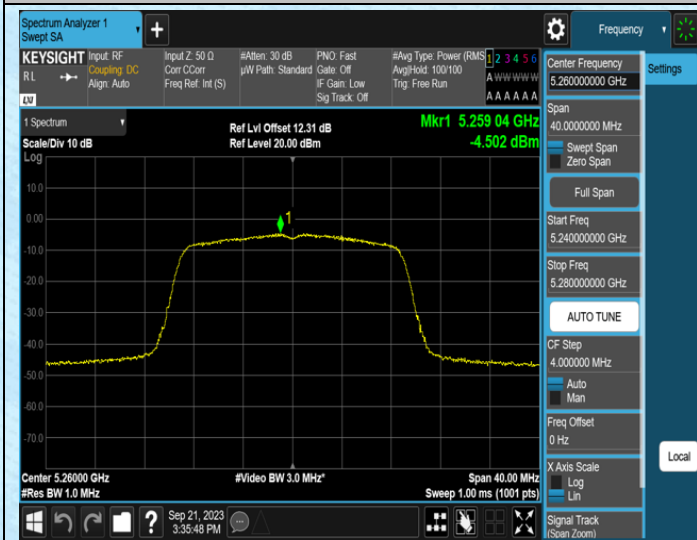 Spectrum Analyzer 1
Swept SA
Frequency
KEYSIGHT
RL
Input: RF
Coupling: DC
Align: Auto
Input Z: 50 Ω
Corr CCorr
Freq Ref: Int (S)
#Atten: 30 dB
µW Path: Standard
PNO: Fast
Gate: Off
IF Gain: Low
Sig Track: Off
#Avg Type: Power (RMS
Avg|Hold: 100/100
Trig: Free Run
1 2 3 4 5 6
A W W W W W
A A A A A A
LXI
1 Spectrum
Scale/Div 10 dB
Log
Ref Lvl Offset 12.31 dB
Ref Level 20.00 dBm
Mkr1 5.259 04 GHz
-4.502 dBm
10.0
0.00
-10.0
-20.0
-30.0
-40.0
-50.0
-60.0
-70.0
1
Center 5.26000 GHz
#Res BW 1.0 MHz
#Video BW 3.0 MHz*
Span 40.00 MHz
Sweep 1.00 ms (1001 pts)
Sep 21, 2023
3:35:48 PM
Center Frequency
5.260000000 GHz
Span
40.0000000 MHz
Swept Span
Zero Span
Full Span
Start Freq
5.240000000 GHz
Stop Freq
5.280000000 GHz
AUTO TUNE
CF Step
4.000000 MHz
Auto
Man
Freq Offset
0 Hz
X Axis Scale
Log
Lin
Signal Track
(Span Zoom)
Settings
Local